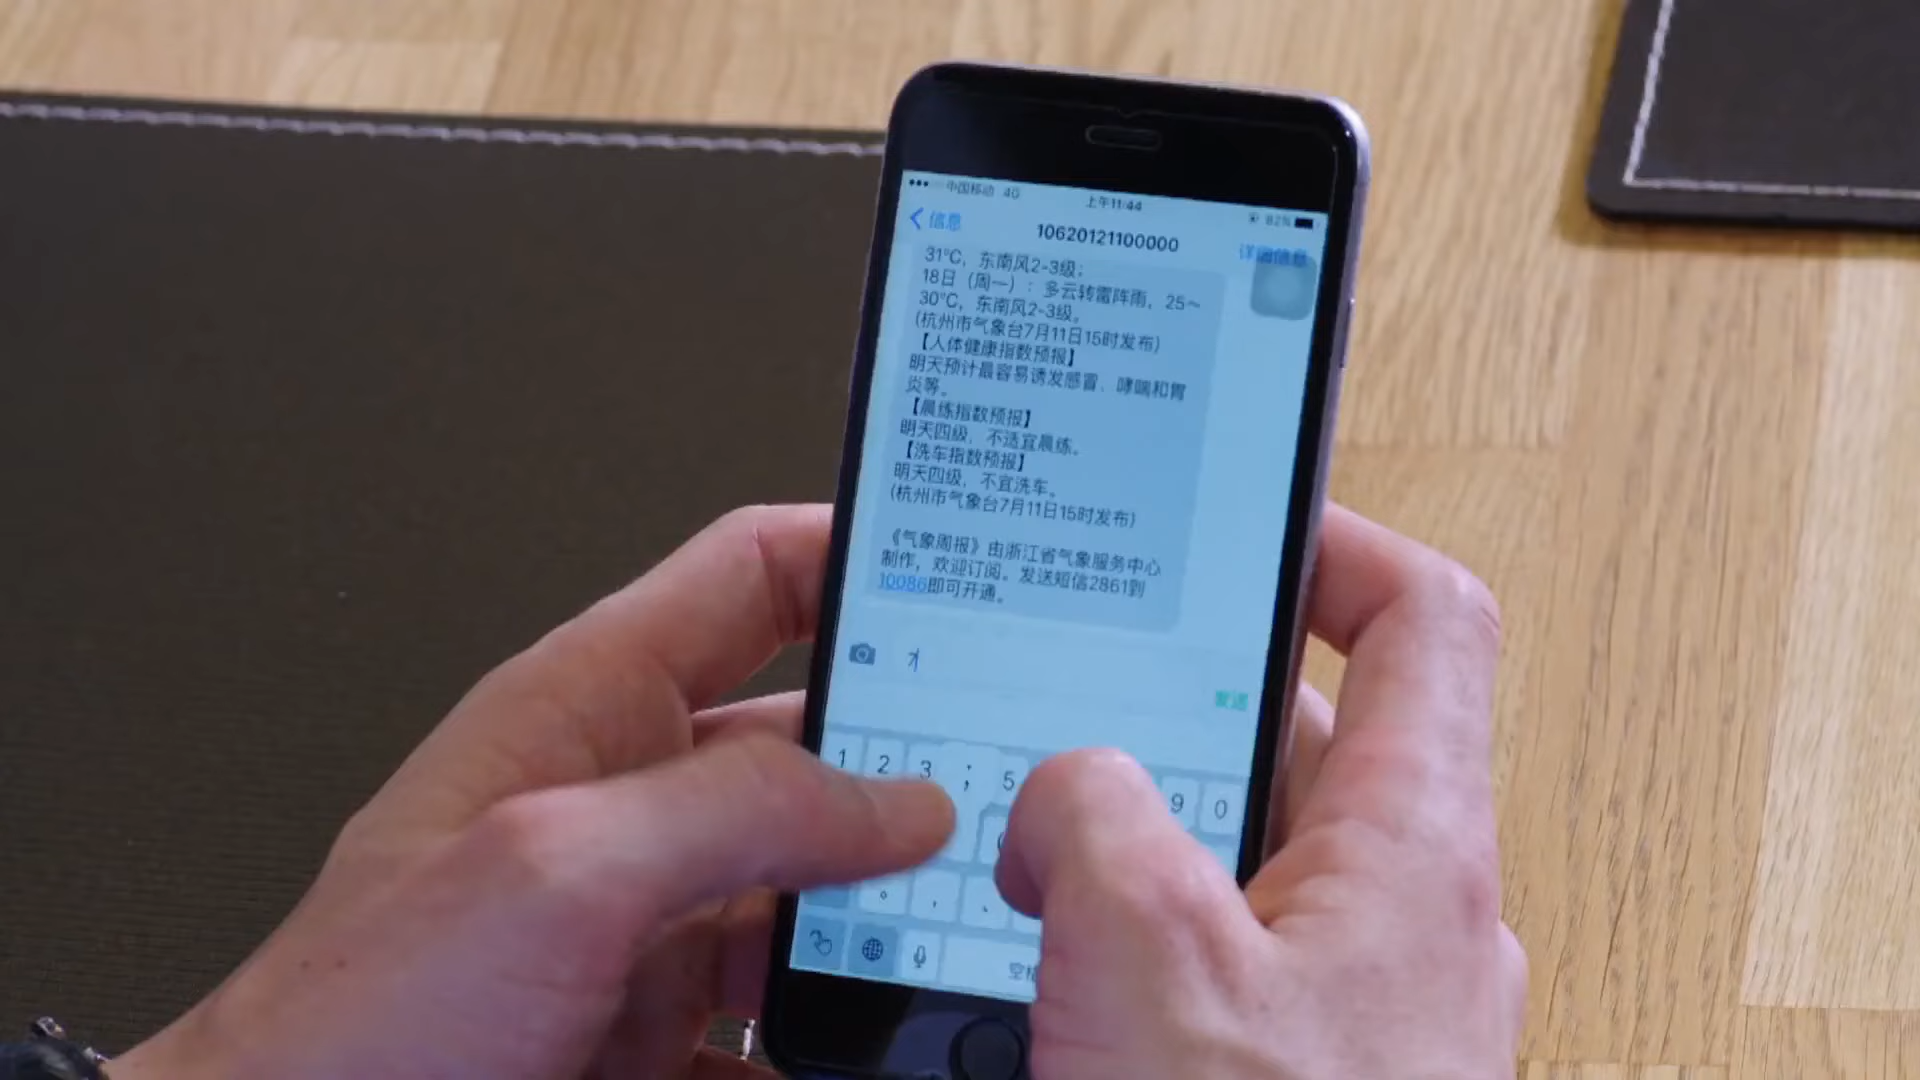 中国移动 4G
上午11:44
82%
信息
10620121100000
详细信息
31℃，东南风2-3级；
18日（周一）：多云转雷阵雨，25～
30℃，东南风2-3级。
(杭州市气象台7月11日15时发布)
【人体健康指数预报】
明天预计最容易诱发感冒、哮喘和胃
炎等。
【晨练指数预报】
明天四级，不适宜晨练。
【洗车指数预报】
明天四级，不宜洗车。
(杭州市气象台7月11日15时发布)
《气象周报》由浙江省气象服务中心
制作，欢迎订阅。发送短信2861到
10086即可开通。
发送
1 2 3 ; 5 9 0
。 , 、
空格